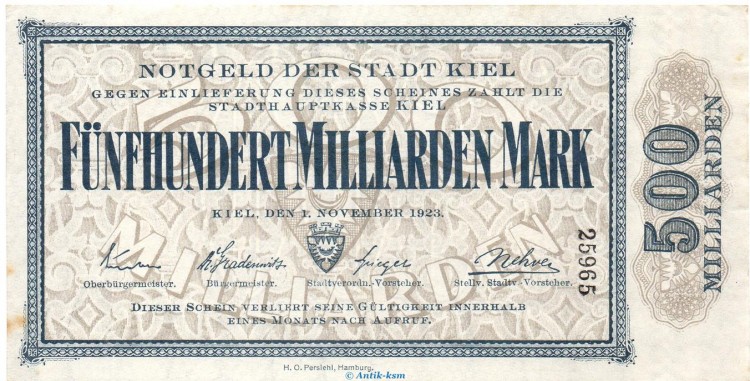 NOTGELD DER STADT KIEL
GEGEN EINLIEFERUNG DIESES SCHEINES ZAHLT DIE
STADTHAUPTKASSE KIEL
FÜNFHUNDERT MILLIARDEN MARK
KIEL, DEN 1. NOVEMBER 1923.
Oberbürgermeister. Bürgermeister. Stadtverordn.-Vorsteher. Stellv. Stadtv-Vorsteher.
DIESER SCHEIN VERLIERT SEINE GÜLTIGKEIT INNERHALB
EINES MONATS NACH AUFRUF.
25965
500
MILLIARDEN
500
MILLIARDEN
H. O. Persiehl, Hamburg.
© Antik-ksm